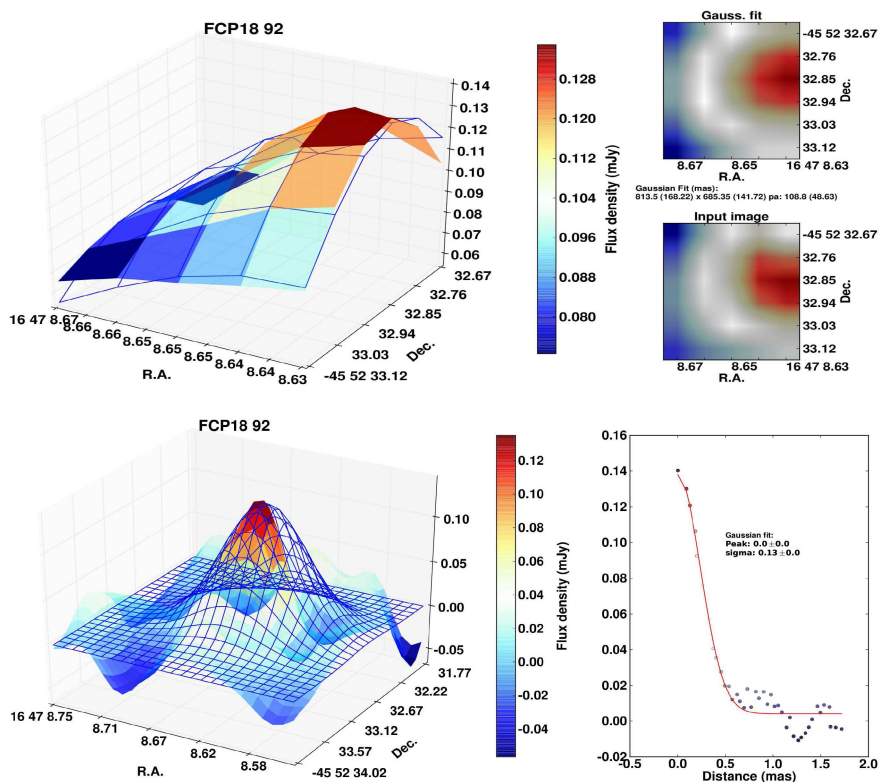 FCP18 92
0.14
0.13
0.12
0.11
0.10
0.09
0.08
0.07
0.06
32.67
32.76
32.85
32.94
33.03
-45 52 33.12
Dec.
16 47 8.67
8.66
8.66
8.65
8.65
8.65
8.64
8.64
8.63
R.A.
0.128
0.120
0.112
0.104
0.096
0.088
0.080
Flux density (mJy)
Gauss. fit
-45 52 32.67
32.76
32.85
32.94
33.03
33.12
Dec.
8.67
8.65
16 47 8.63
R.A.
Gaussian Fit (mas):
813.5 (168.22) x 685.35 (141.72) pa: 108.8 (48.63)
Input image
-45 52 32.67
32.76
32.85
32.94
33.03
33.12
Dec.
8.67
8.65
16 47 8.63
R.A.
FCP18 92
0.10
0.05
0.00
-0.05
31.77
32.22
32.67
33.12
33.57
-45 52 34.02
Dec.
16 47 8.75
8.71
8.67
8.62
8.58
R.A.
0.12
0.10
0.08
0.06
0.04
0.02
0.00
-0.02
-0.04
Flux density (mJy)
0.16
0.14
0.12
0.10
0.08
0.06
0.04
0.02
0.00
-0.02
Gaussian fit:
Peak: 0.0±0.0
sigma: 0.13±0.0
-0.5
0.0
0.5
1.0
1.5
2.0
Distance (mas)